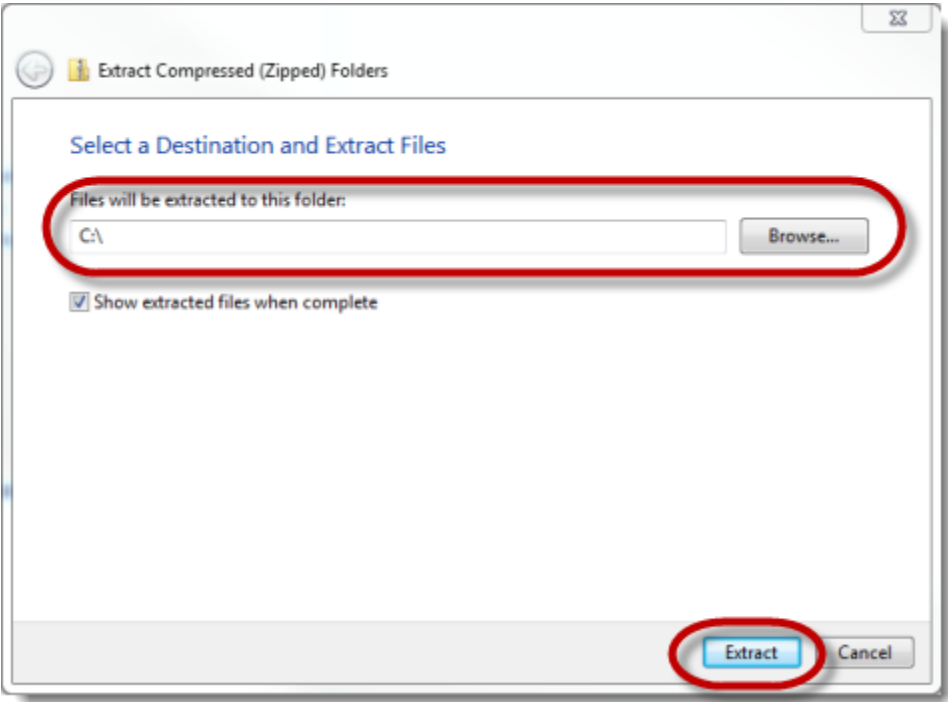 Extract Compressed (Zipped) Folders
Select a Destination and Extract Files
Files will be extracted to this folder:
C:\
Browse...
Show extracted files when complete
Extract
Cancel